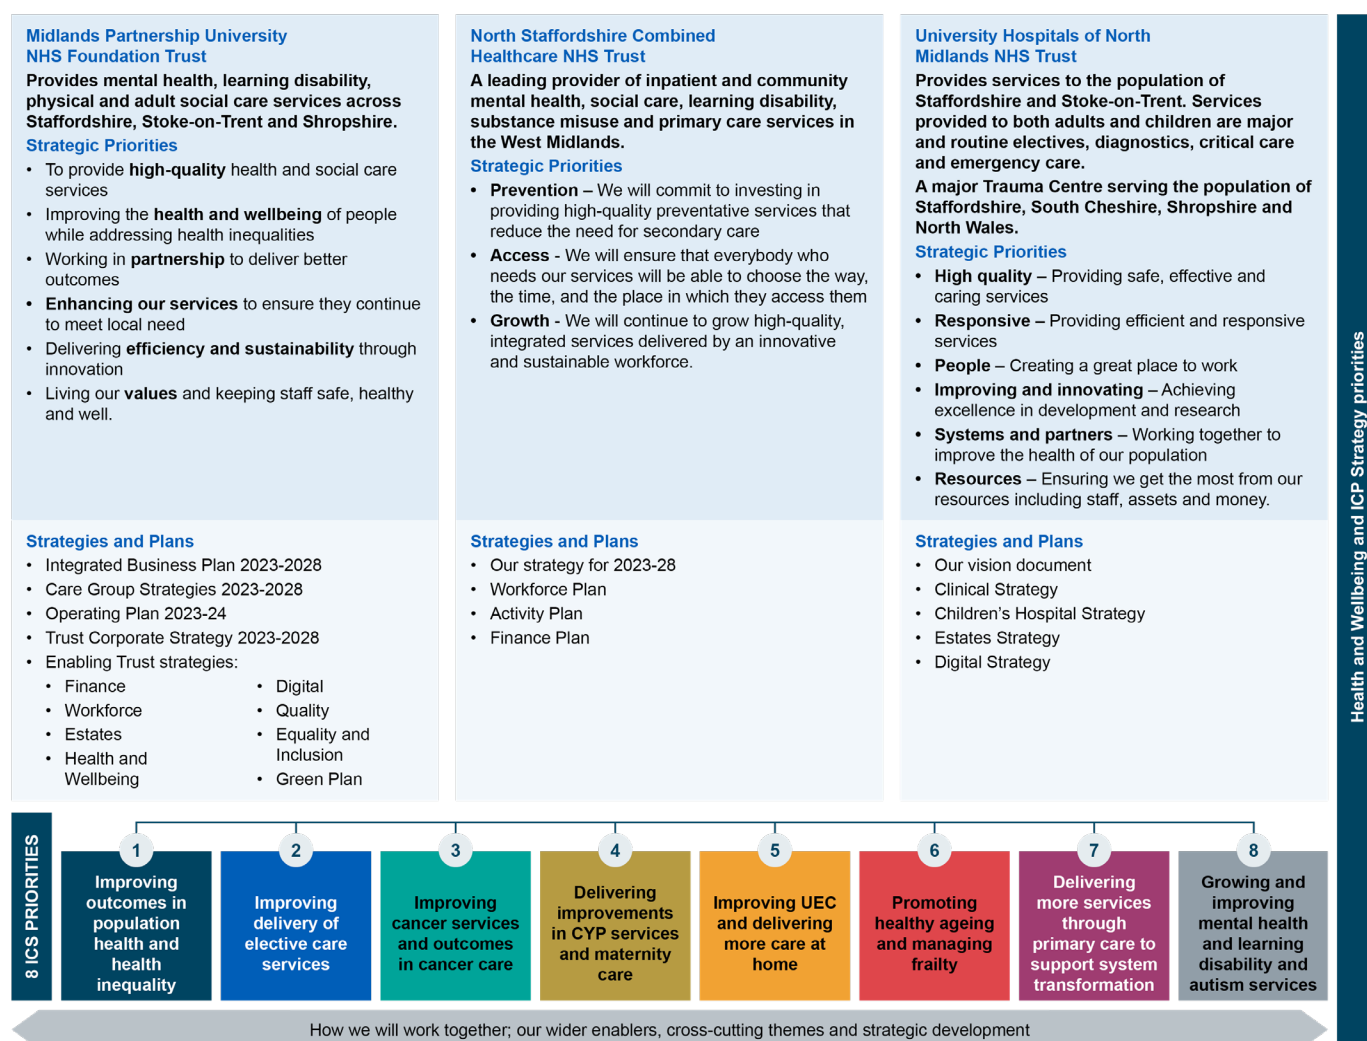 Midlands Partnership University
NHS Foundation Trust
Provides mental health, learning disability,
physical and adult social care services across
Staffordshire, Stoke-on-Trent and Shropshire.
Strategic Priorities
• To provide high-quality health and social care
services
• Improving the health and wellbeing of people
while addressing health inequalities
• Working in partnership to deliver better
outcomes
• Enhancing our services to ensure they continue
to meet local need
• Delivering efficiency and sustainability through
innovation
• Living our values and keeping staff safe, healthy
and well.
Strategies and Plans
• Integrated Business Plan 2023-2028
• Care Group Strategies 2023-2028
• Operating Plan 2023-24
• Trust Corporate Strategy 2023-2028
• Enabling Trust strategies:
• Finance
• Workforce
• Estates
• Health and
Wellbeing
• Digital
• Quality
• Equality and
Inclusion
• Green Plan
North Staffordshire Combined
Healthcare NHS Trust
A leading provider of inpatient and community
mental health, social care, learning disability,
substance misuse and primary care services in
the West Midlands.
Strategic Priorities
• Prevention – We will commit to investing in
providing high-quality preventative services that
reduce the need for secondary care
• Access - We will ensure that everybody who
needs our services will be able to choose the way,
the time, and the place in which they access them
• Growth - We will continue to grow high-quality,
integrated services delivered by an innovative
and sustainable workforce.
Strategies and Plans
• Our strategy for 2023-28
• Workforce Plan
• Activity Plan
• Finance Plan
University Hospitals of North
Midlands NHS Trust
Provides services to the population of
Staffordshire and Stoke-on-Trent. Services
provided to both adults and children are major
and routine electives, diagnostics, critical care
and emergency care.
A major Trauma Centre serving the population of
Staffordshire, South Cheshire, Shropshire and
North Wales.
Strategic Priorities
• High quality – Providing safe, effective and
caring services
• Responsive – Providing efficient and responsive
services
• People – Creating a great place to work
• Improving and innovating – Achieving
excellence in development and research
• Systems and partners – Working together to
improve the health of our population
• Resources – Ensuring we get the most from our
resources including staff, assets and money.
Strategies and Plans
• Our vision document
• Clinical Strategy
• Children's Hospital Strategy
• Estates Strategy
• Digital Strategy
Health and Wellbeing and ICP Strategy priorities
8 ICS PRIORITIES
1
Improving
outcomes in
population
health and
health
inequality
2
Improving
delivery of
elective care
services
3
Improving
cancer services
and outcomes
in cancer care
4
Delivering
improvements
in CYP services
and maternity
care
5
Improving UEC
and delivering
more care at
home
6
Promoting
healthy ageing
and managing
frailty
7
Delivering
more services
through
primary care to
support system
transformation
8
Growing and
improving
mental health
and learning
disability and
autism services
How we will work together; our wider enablers, cross-cutting themes and strategic development